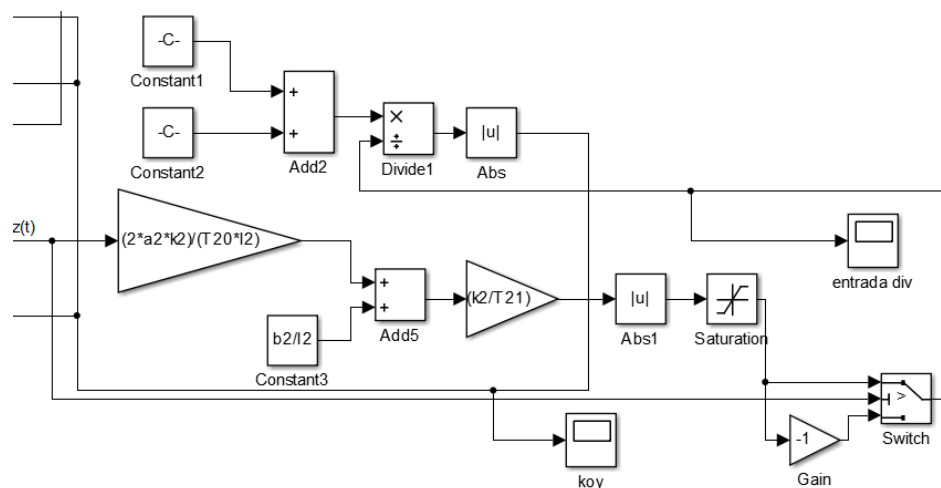 -C-
Constant1
-C-
Constant2
+
+
Add2
×
÷
Divide1
|u|
Abs
z(t)
(2*a2*k2)/(T20*l2)
entrada div
+
+
Add5
(k2/T21)
|u|
Abs1
Saturation
b2/l2
Constant3
>
Switch
-1
Gain
koy